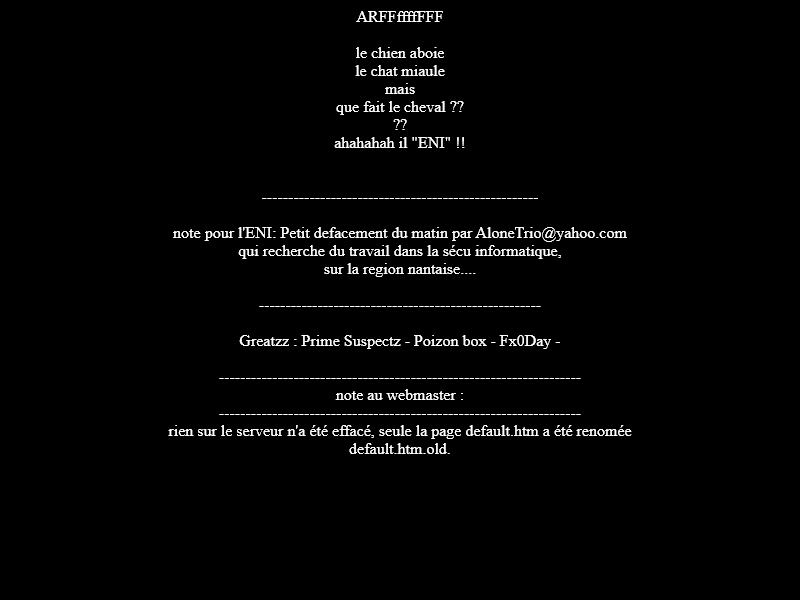 ARFFffffFFF
le chien aboie
le chat miaule
mais
que fait le cheval ??
??
ahahahah il "ENI" !!
----------------------------------------------------
note pour l'ENI: Petit defacement du matin par AloneTrio@yahoo.com
qui recherche du travail dans la sécu informatique,
sur la region nantaise....
-----------------------------------------------------
Greatzz : Prime Suspectz - Poizon box - Fx0Day -
--------------------------------------------------------------------
note au webmaster :
--------------------------------------------------------------------
rien sur le serveur n'a été effacé, seule la page default.htm a été renomée
default.htm.old.